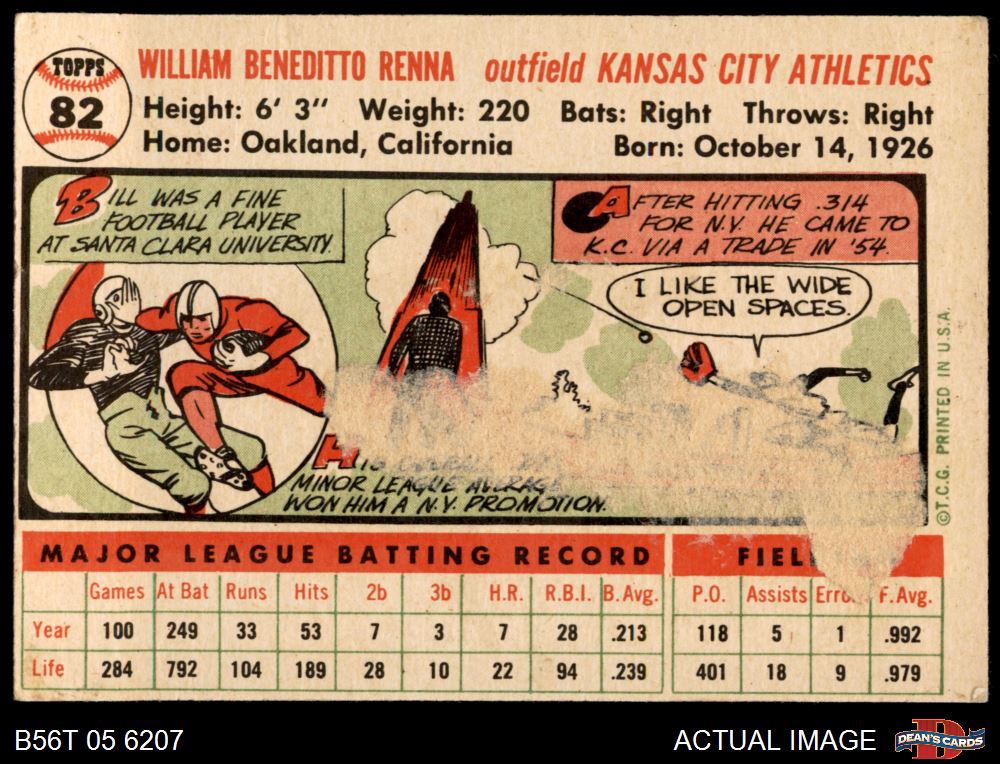 TOPPS
82
WILLIAM BENEDITTO RENNA outfield KANSAS CITY ATHLETICS
Height: 6' 3" Weight: 220 Bats: Right Throws: Right
Home: Oakland, California Born: October 14, 1926
BILL WAS A FINE
FOOTBALL PLAYER
AT SANTA CLARA UNIVERSITY.
AFTER HITTING .314
FOR N.Y. HE CAME TO
K.C. VIA A TRADE IN '54.
I LIKE THE WIDE
OPEN SPACES.
MINOR LEAGUE AVERAGE
WON HIM A N.Y. PROMOTION.
©T.C.G. PRINTED IN U.S.A.
MAJOR LEAGUE BATTING RECORD FIEL
Games At Bat Runs Hits 2b 3b H.R. R.B.I. B. Avg. P.O. Assists Erro F. Avg.
Year 100 249 33 53 7 3 7 28 .213 118 5 1 .992
Life 284 792 104 189 28 10 22 94 .239 401 18 9 .979
B56T 05 6207
ACTUAL IMAGE
D
DEAN'S CARDS